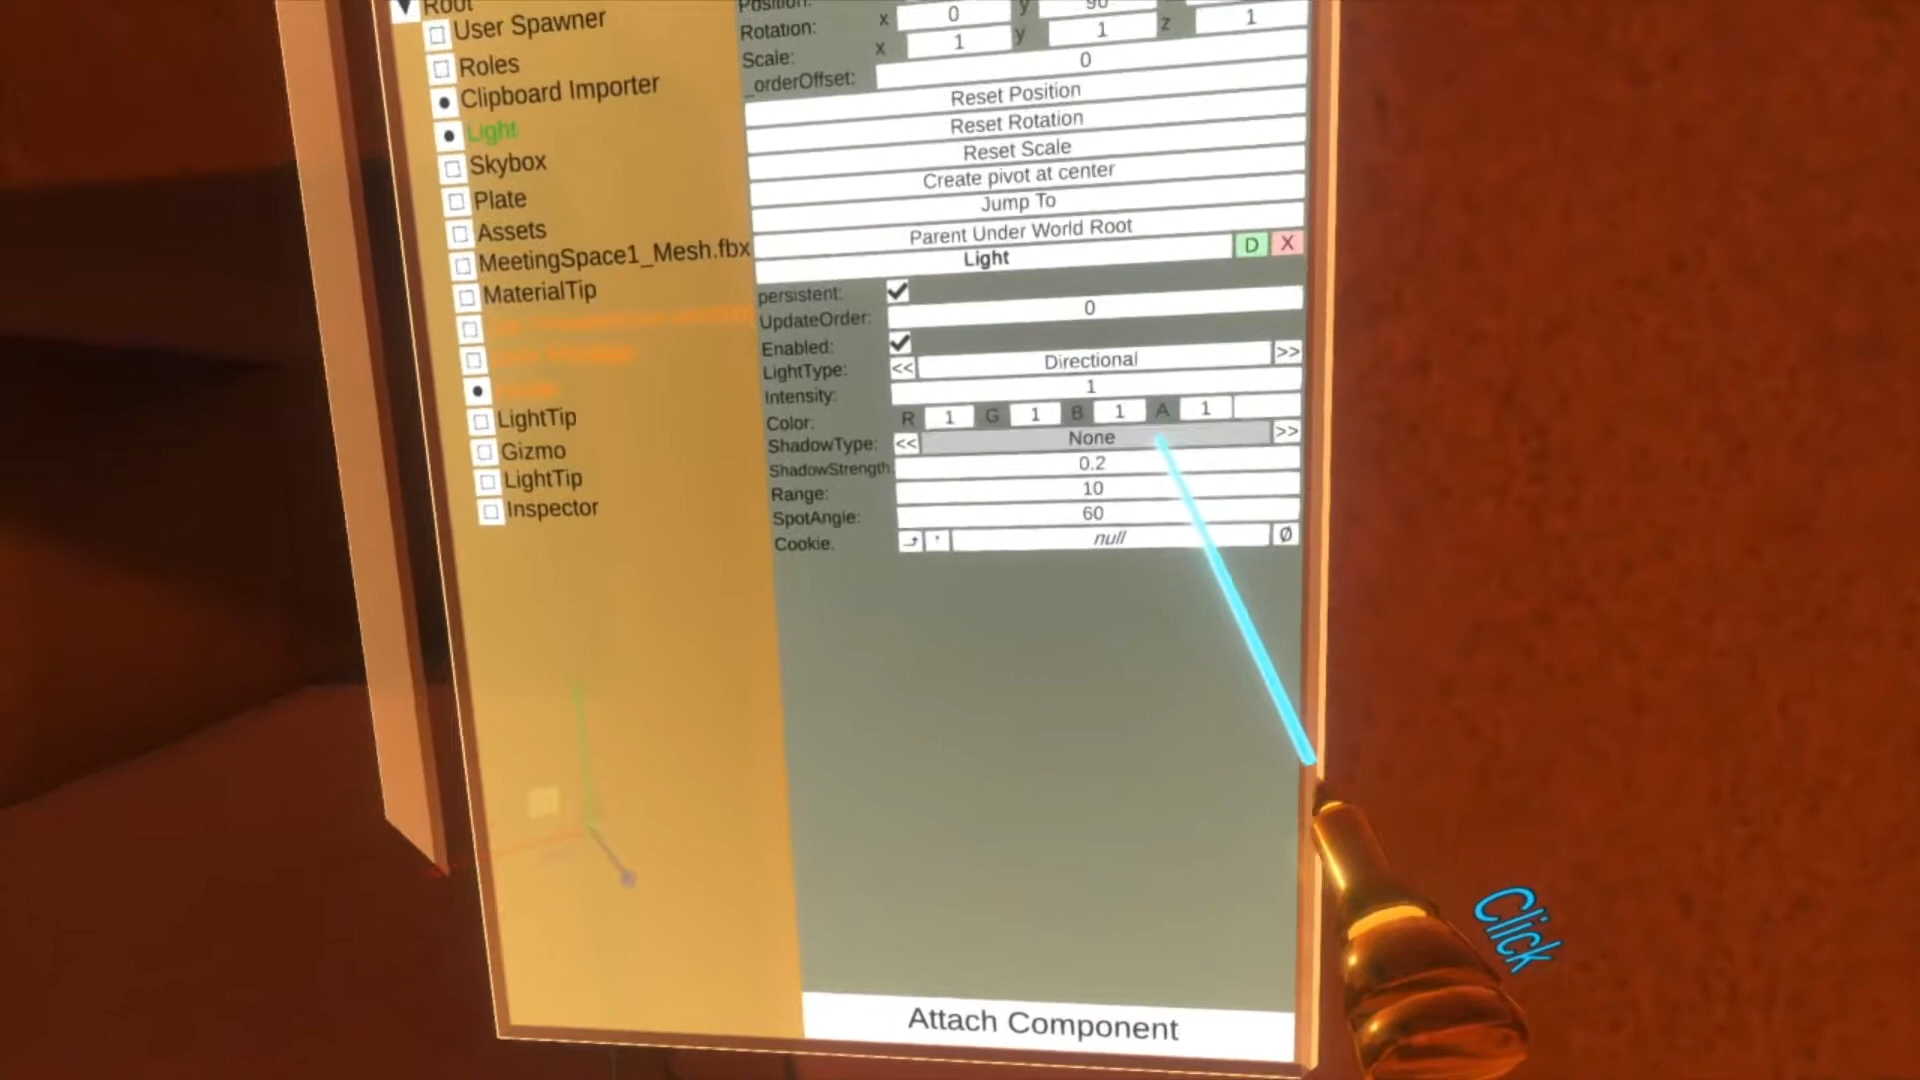 Root
User Spawner
Roles
Clipboard Importer
Light
Skybox
Plate
Assets
MeetingSpace1_Mesh.fbx
MaterialTip
LightTip
Gizmo
LightTip
Inspector
Position:
Rotation: x 0 y 90
Scale: x 1 y 1 z 1
_orderOffset: 0
Reset Position
Reset Rotation
Reset Scale
Create pivot at center
Jump To
Parent Under World Root
Light D X
persistent:
UpdateOrder: 0
Enabled:
LightType: << Directional >>
Intensity: 1
Color: R 1 G 1 B 1 A 1
ShadowType: << None >>
ShadowStrength: 0.2
Range: 10
SpotAngle: 60
Cookie: null Ø
Attach Component
Click